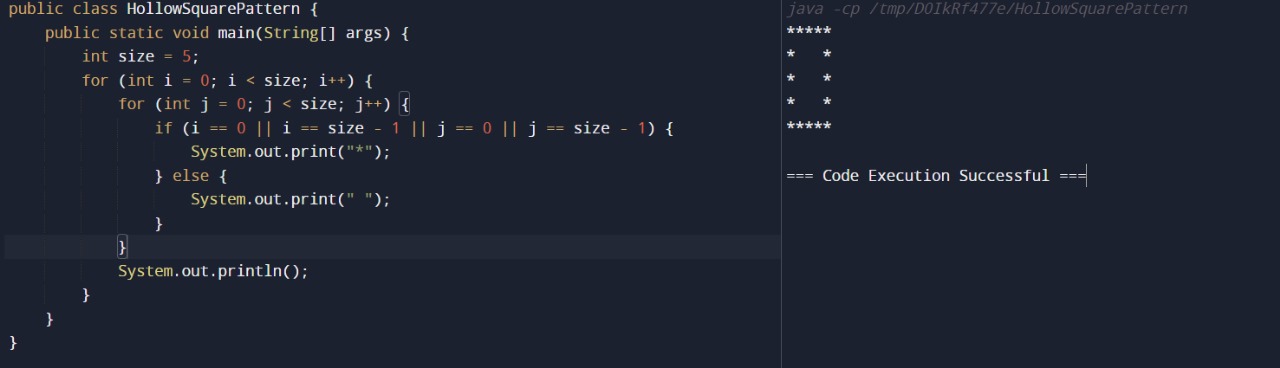 public class HollowSquarePattern {
    public static void main(String[] args) {
        int size = 5;
        for (int i = 0; i < size; i++) {
            for (int j = 0; j < size; j++) {
                if (i == 0 || i == size - 1 || j == 0 || j == size - 1) {
                    System.out.print("*");
                } else {
                    System.out.print(" ");
                }
            }
            System.out.println();
        }
    }
}
java -cp /tmp/DOIkRf477e/HollowSquarePattern
*****
*   *
*   *
*   *
*****
=== Code Execution Successful ===